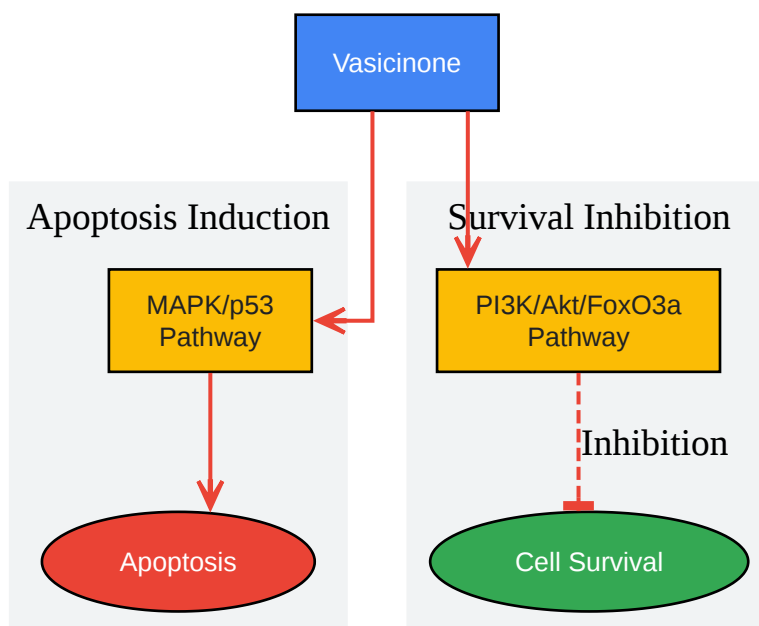 Vasicinone
Apoptosis Induction
MAPK/p53
Pathway
Apoptosis
Survival Inhibition
PI3K/Akt/FoxO3a
Pathway
Inhibition
Cell Survival